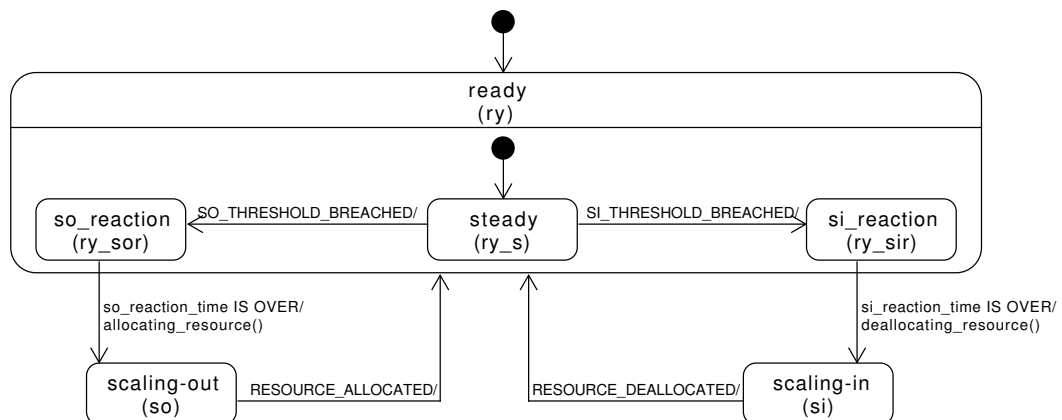 ready
(ry)
so_reaction
(ry_sor)
SO_THRESHOLD_BREACHED/
steady
(ry_s)
SI_THRESHOLD_BREACHED/
si_reaction
(ry_sir)
so_reaction_time IS OVER/
allocating_resource()
si_reaction_time IS OVER/
deallocating_resource()
scaling-out
(so)
RESOURCE_ALLOCATED/
RESOURCE_DEALLOCATED/
scaling-in
(si)